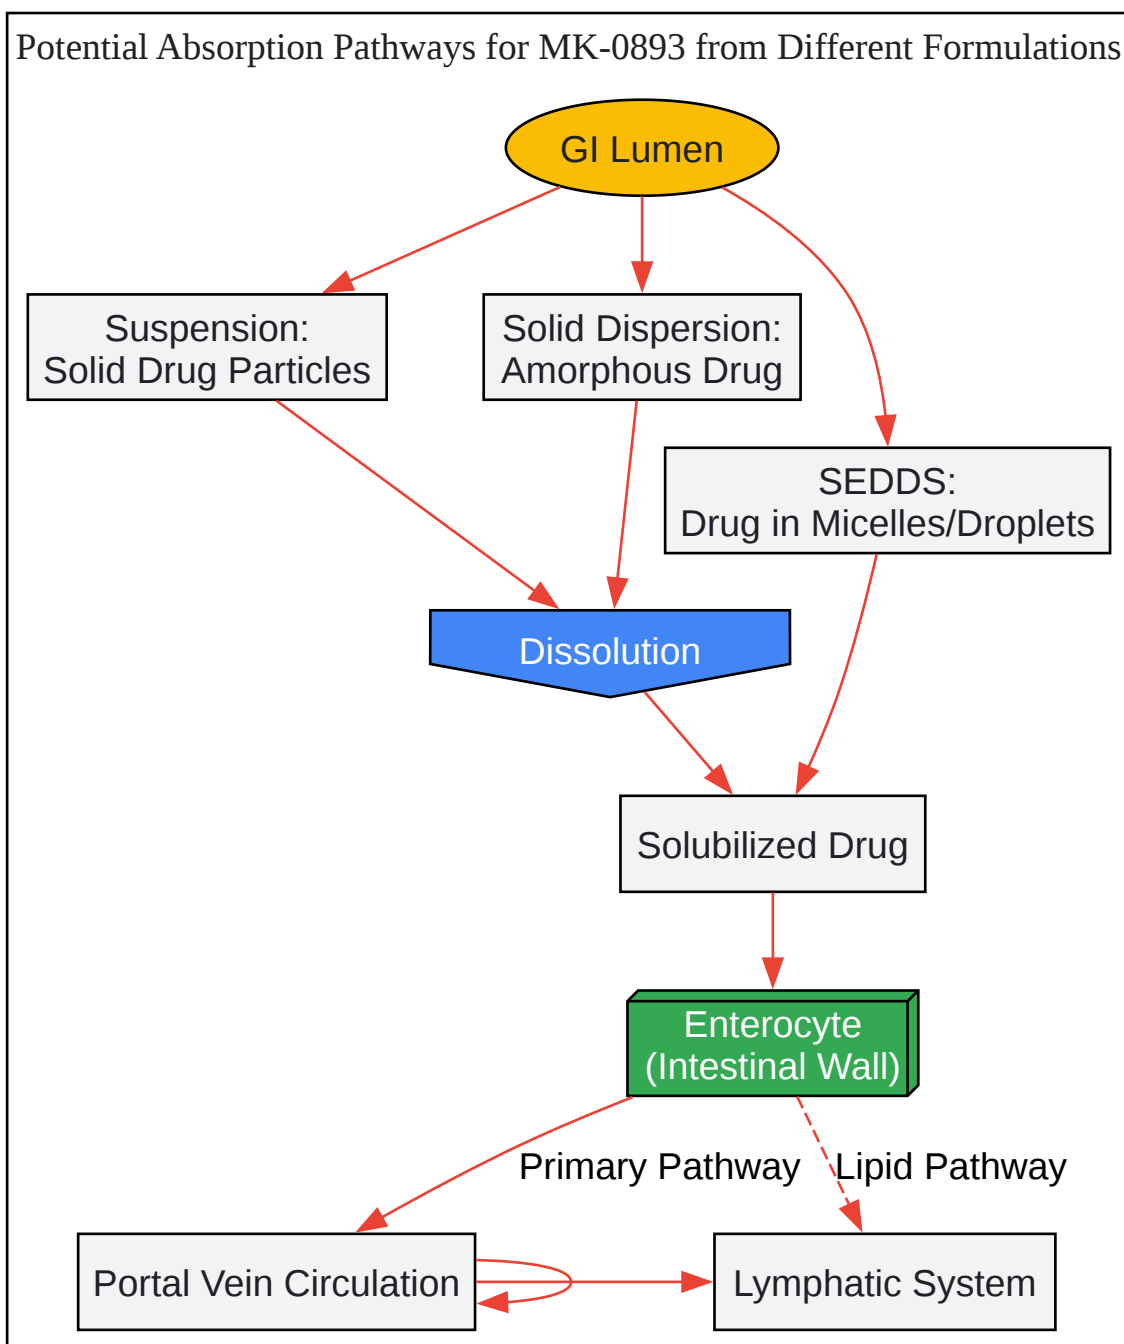 Potential Absorption Pathways for MK-0893 from Different Formulations
GI Lumen
Suspension:
Solid Drug Particles
Solid Dispersion:
Amorphous Drug
SEDDS:
Drug in Micelles/Droplets
Dissolution
Solubilized Drug
Enterocyte
(Intestinal Wall)
Primary Pathway
Lipid Pathway
Portal Vein Circulation
Lymphatic System